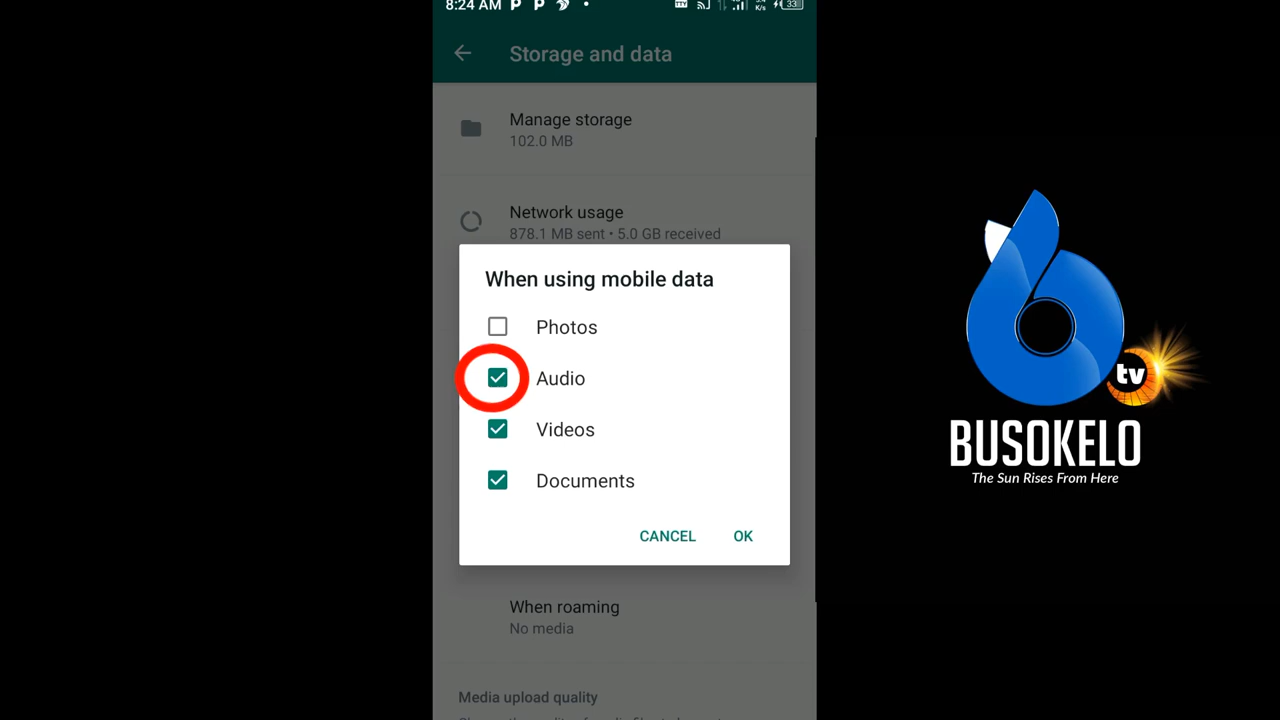 8:24 AM
33
Storage and data
Manage storage
102.0 MB
Network usage
878.1 MB sent • 5.0 GB received
When using mobile data
Photos
Audio
Videos
Documents
CANCEL OK
When roaming
No media
Media upload quality
tv
BUSOKELO
The Sun Rises From Here